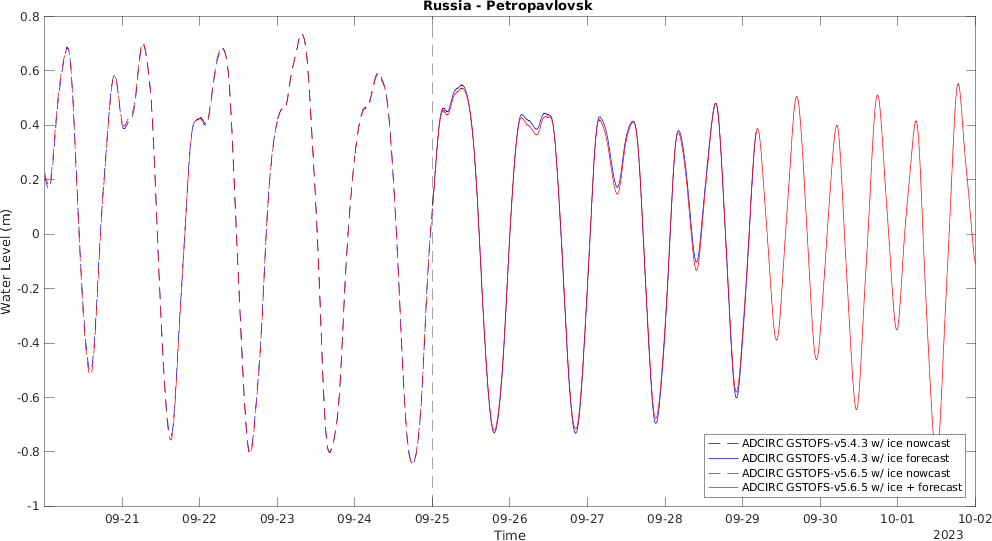 Russia - Petropavlovsk
0.8
0.6
0.4
0.2
0
-0.2
-0.4
-0.6
-0.8
-1
Water Level (m)
ADCIRC GSTOFS-v5.4.3 w/ ice nowcast
ADCIRC GSTOFS-v5.4.3 w/ ice forecast
ADCIRC GSTOFS-v5.6.5 w/ ice nowcast
ADCIRC GSTOFS-v5.6.5 w/ ice + forecast
09-21 09-22 09-23 09-24 09-25 09-26 09-27 09-28 09-29 09-30 10-01 10-02
Time
2023